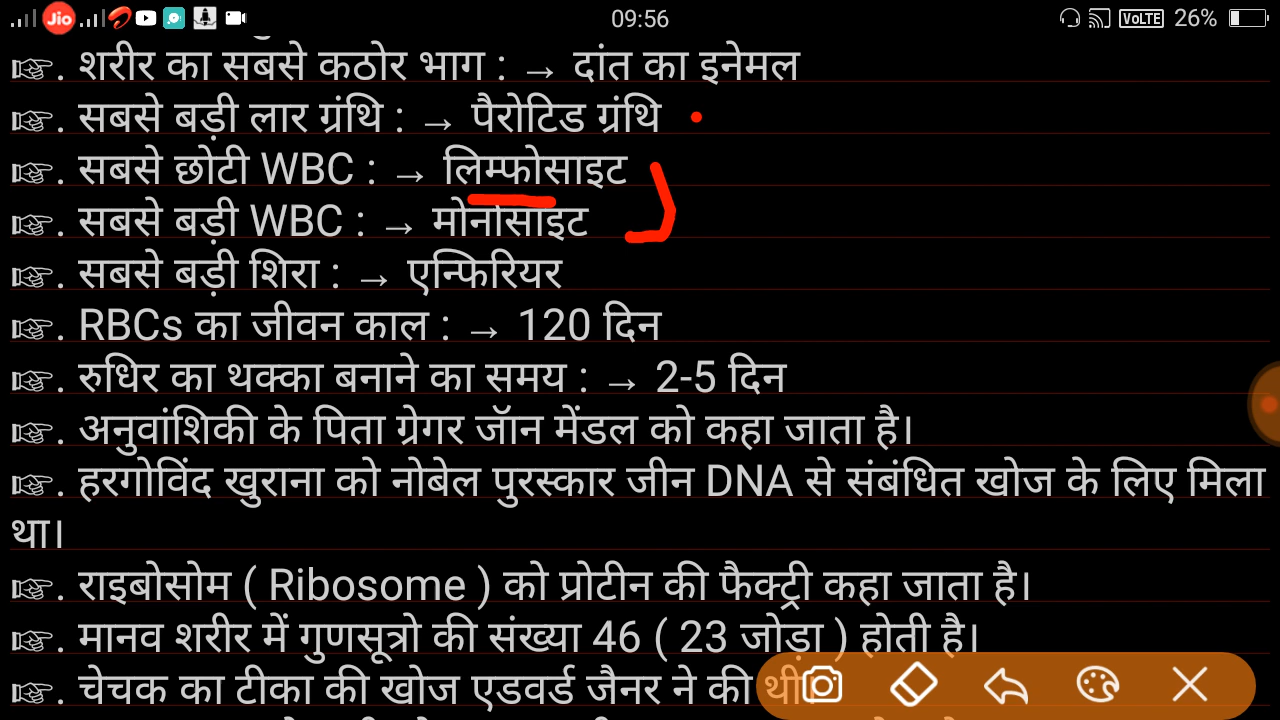 Jio 09:56 VoLTE 26%
☞. शरीर का सबसे कठोर भाग : → दांत का इनेमल
☞. सबसे बड़ी लार ग्रंथि : → पैरोटिड ग्रंथि
☞. सबसे छोटी WBC : → लिम्फोसाइट
☞. सबसे बड़ी WBC : → मोनोसाइट
☞. सबसे बड़ी शिरा : → एन्फिरियर
☞. RBCs का जीवन काल : → 120 दिन
☞. रुधिर का थक्का बनाने का समय : → 2-5 दिन
☞. अनुवांशिकी के पिता ग्रेगर जॉन मेंडल को कहा जाता है।
☞. हरगोविंद खुराना को नोबेल पुरस्कार जीन DNA से संबंधित खोज के लिए मिला
था।
☞. राइबोसोम ( Ribosome ) को प्रोटीन की फैक्ट्री कहा जाता है।
☞. मानव शरीर में गुणसूत्रो की संख्या 46 ( 23 जोड़ा ) होती है।
☞. चेचक का टीका की खोज एडवर्ड जैनर ने की थी।